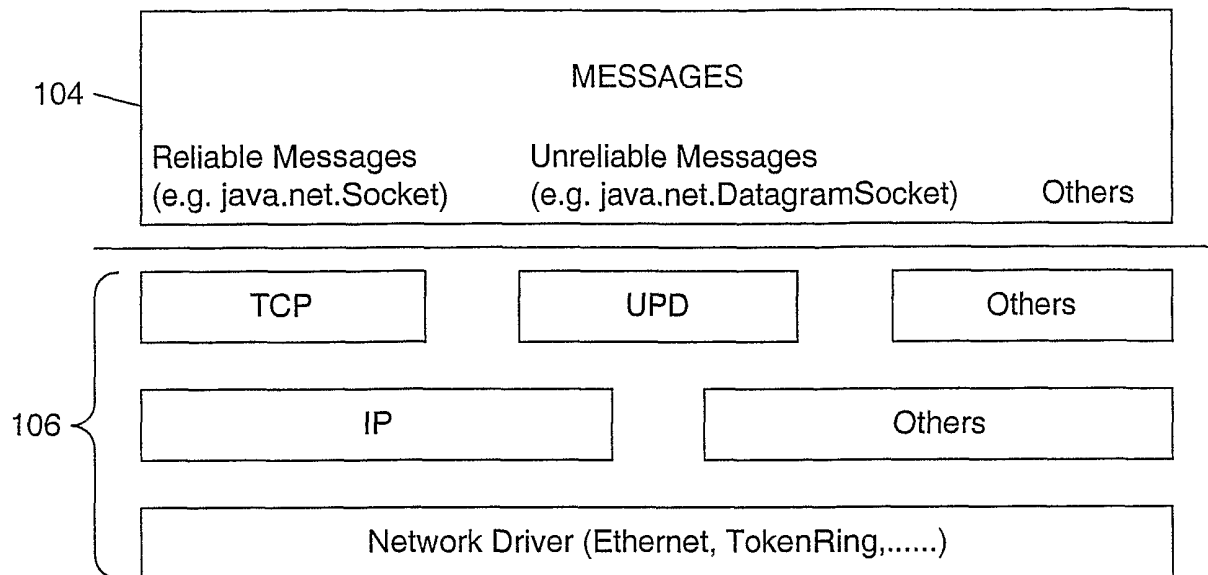 MESSAGES
104
Reliable Messages
(e.g. java.net.Socket)
Unreliable Messages
(e.g. java.net.DatagramSocket)
Others
TCP
UPD
Others
106
IP
Others
Network Driver (Ethernet, TokenRing,......)